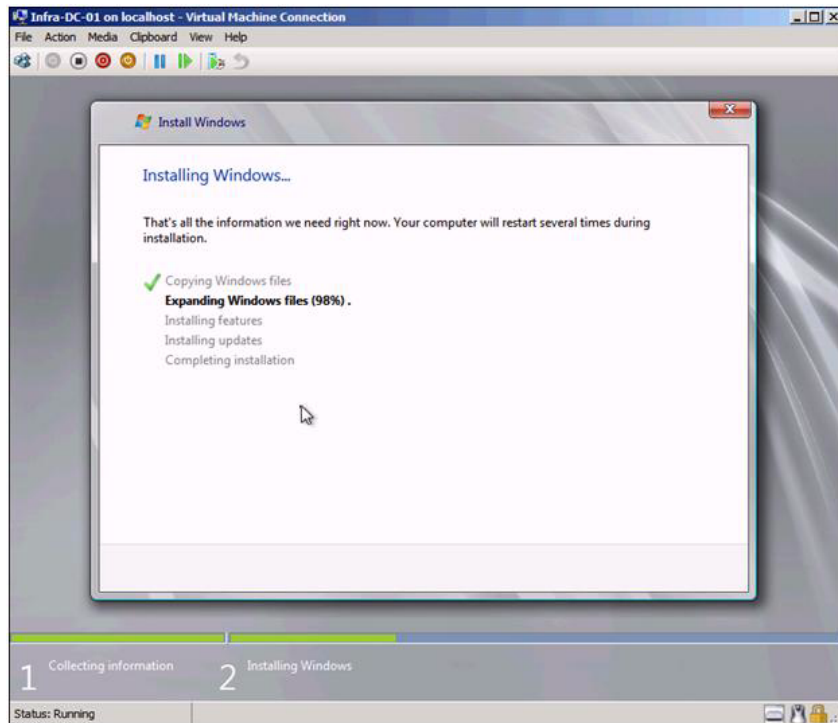 Infra-DC-01 on localhost - Virtual Machine Connection
File Action Media Clipboard View Help
Install Windows
Installing Windows...
That's all the information we need right now. Your computer will restart several times during
installation.
Copying Windows files
Expanding Windows files (98%) .
Installing features
Installing updates
Completing installation
1 Collecting information 2 Installing Windows
Status: Running